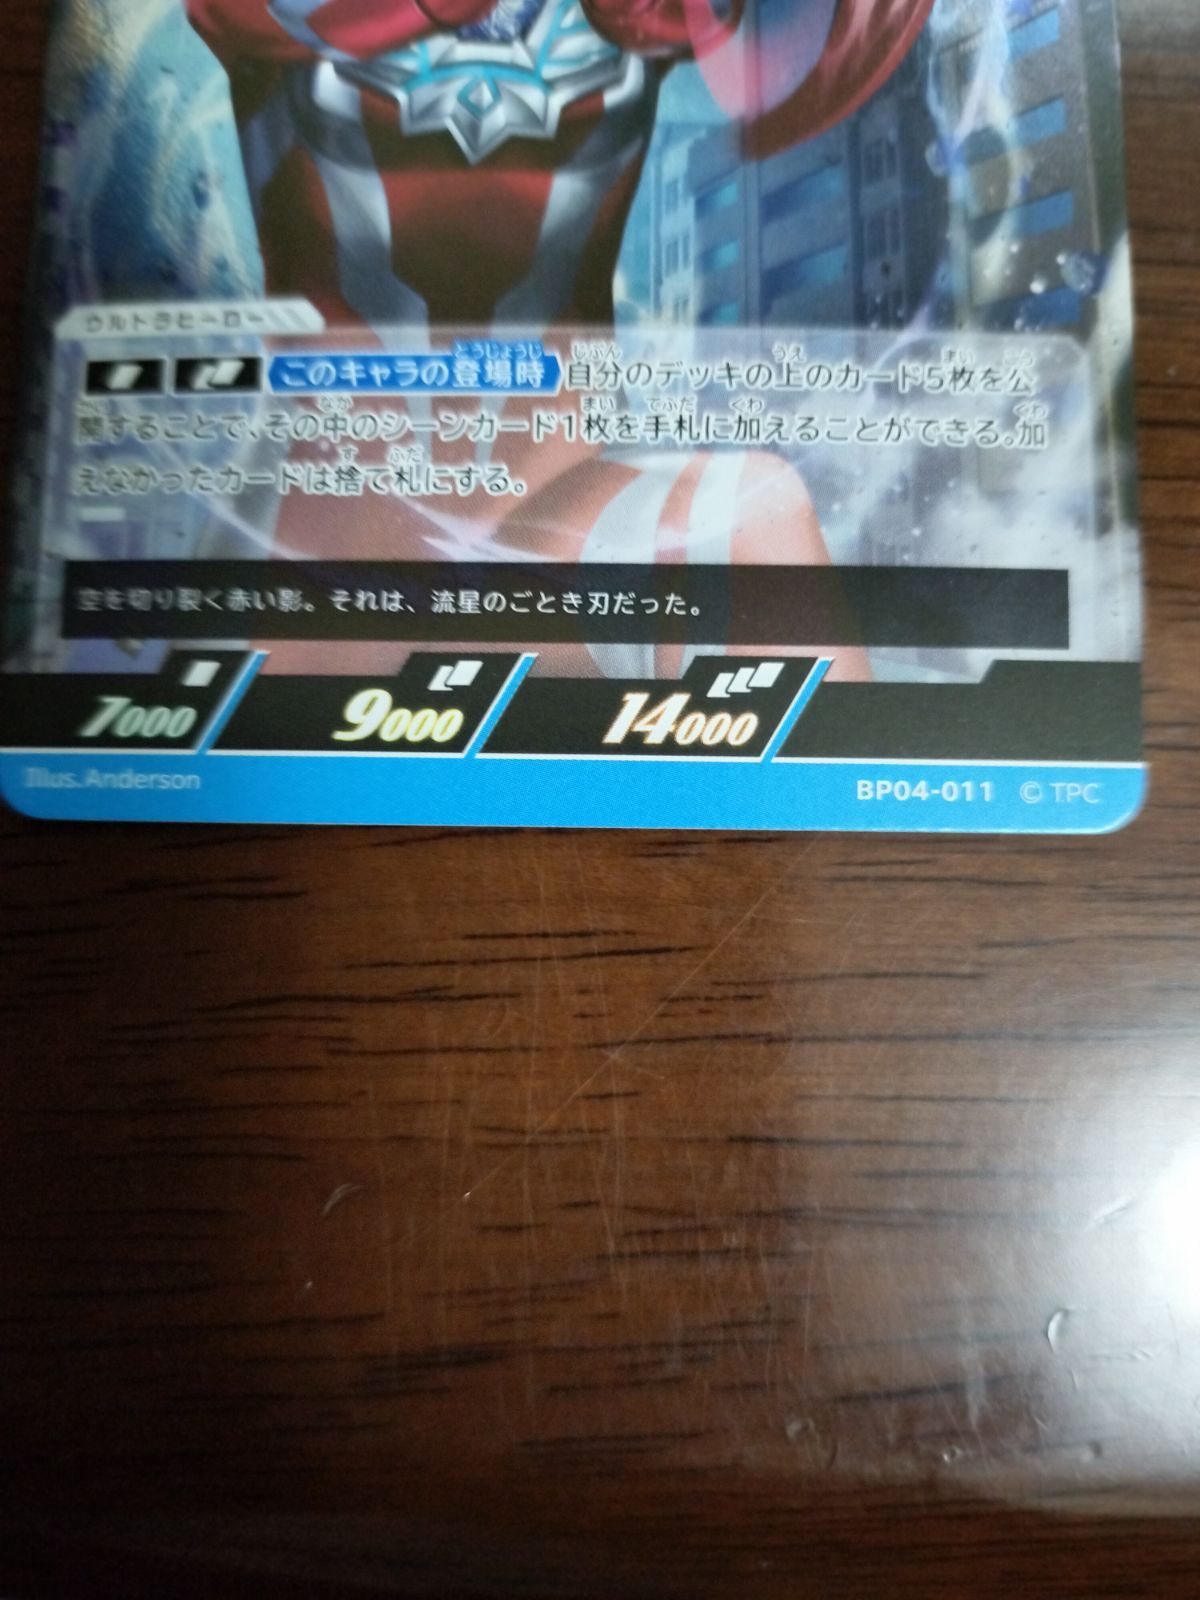 ウルトラヒーロー
このキャラの登場時 自分のデッキの上のカード5枚を公
開することで、その中のシーンカード1枚を手札に加えることができる。加
えなかったカードは捨て札にする。
空を切り裂く赤い影。それは、流星のごとき刃だった。
7000 9000 14000
Illus.Anderson BP04-011 © TPC